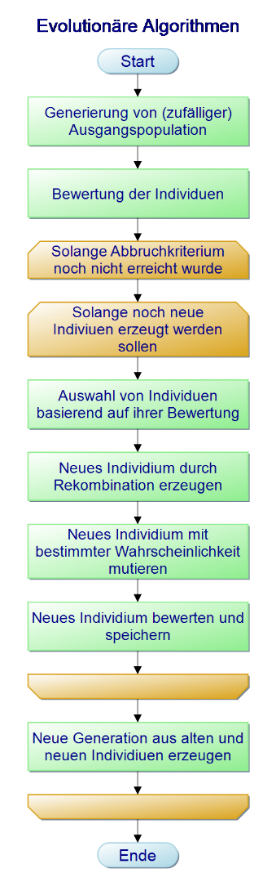 Evolutionäre Algorithmen
Start
Generierung von (zufälliger)
Ausgangspopulation
Bewertung der Individuen
Solange Abbruchkriterium
noch nicht erreicht wurde
Solange noch neue
Indiviuen erzeugt werden
sollen
Auswahl von Individuen
basierend auf ihrer Bewertung
Neues Individium durch
Rekombination erzeugen
Neues Individium mit
bestimmter Wahrscheinlichkeit
mutieren
Neues Individium bewerten und
speichern
Neue Generation aus alten und
neuen Individiuen erzeugen
Ende